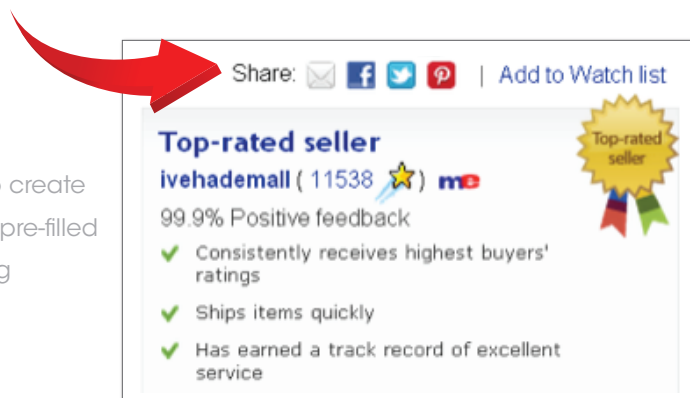 Share: | Add to Watch list
Top-rated seller
Top-rated
seller
ivehademall ( 11538 ) me
99.9% Positive feedback
Consistently receives highest buyers'
ratings
Ships items quickly
Has earned a track record of excellent
service
create
pre-filled